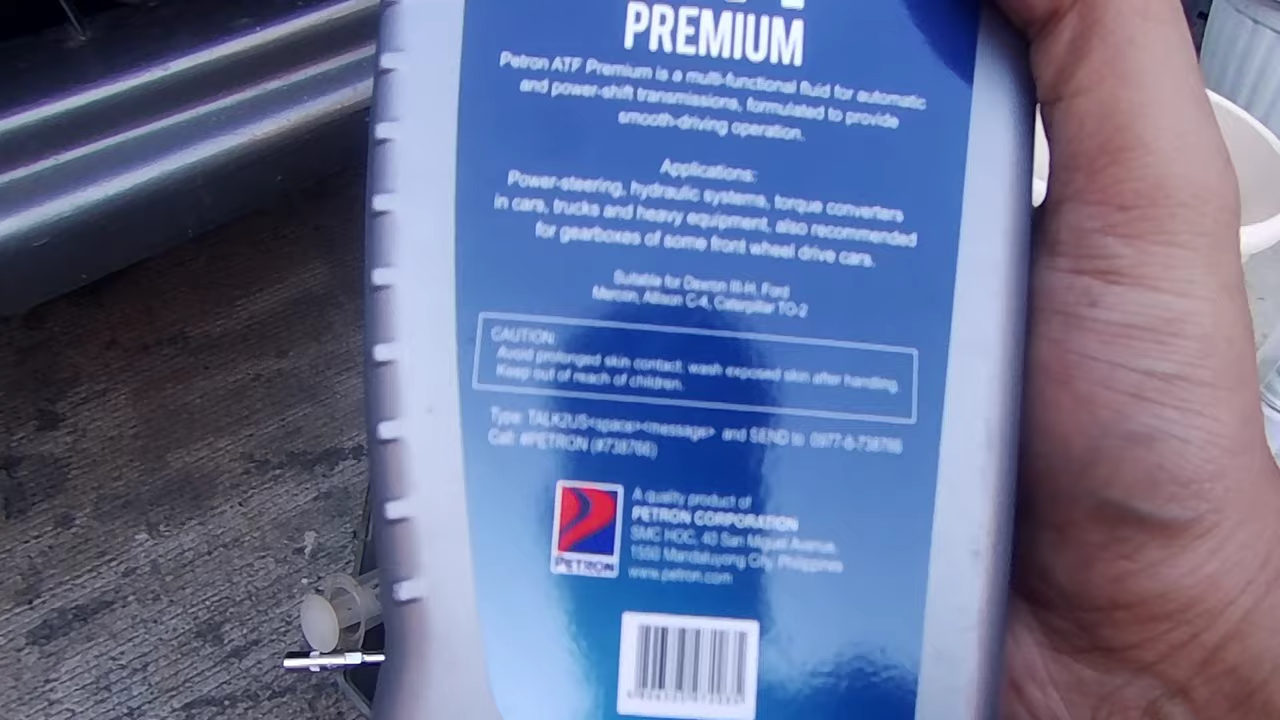 PREMIUM
Petron ATF Premium is a multi-functional fluid for automatic
and power-shift transmissions, formulated to provide
smooth-driving operation.
Applications:
Power-steering, hydraulic systems, torque converters
in cars, trucks and heavy equipment, also recommended
for gearboxes of some front wheel drive cars.
Suitable for Dexron III-H, Ford
Mercon, Allison C-4, Caterpillar TO-2
CAUTION:
Avoid prolonged skin contact, wash exposed skin after handling.
Keep out of reach of children.
Type: TALK2US<space><message> and SEND to 0977-8-738766
Call: #PETRON (#738766)
A quality product of
PETRON CORPORATION
SMC HOC, 40 San Miguel Avenue,
1550 Mandaluyong City, Philippines
www.petron.com
PETRON